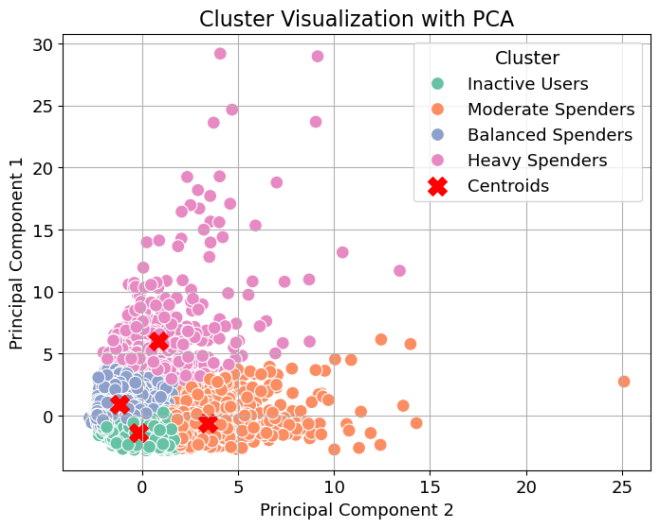 Cluster Visualization with PCA
30
25
20
15
10
5
0
Principal Component 1
Cluster
Inactive Users
Moderate Spenders
Balanced Spenders
Heavy Spenders
Centroids
0 5 10 15 20 25
Principal Component 2